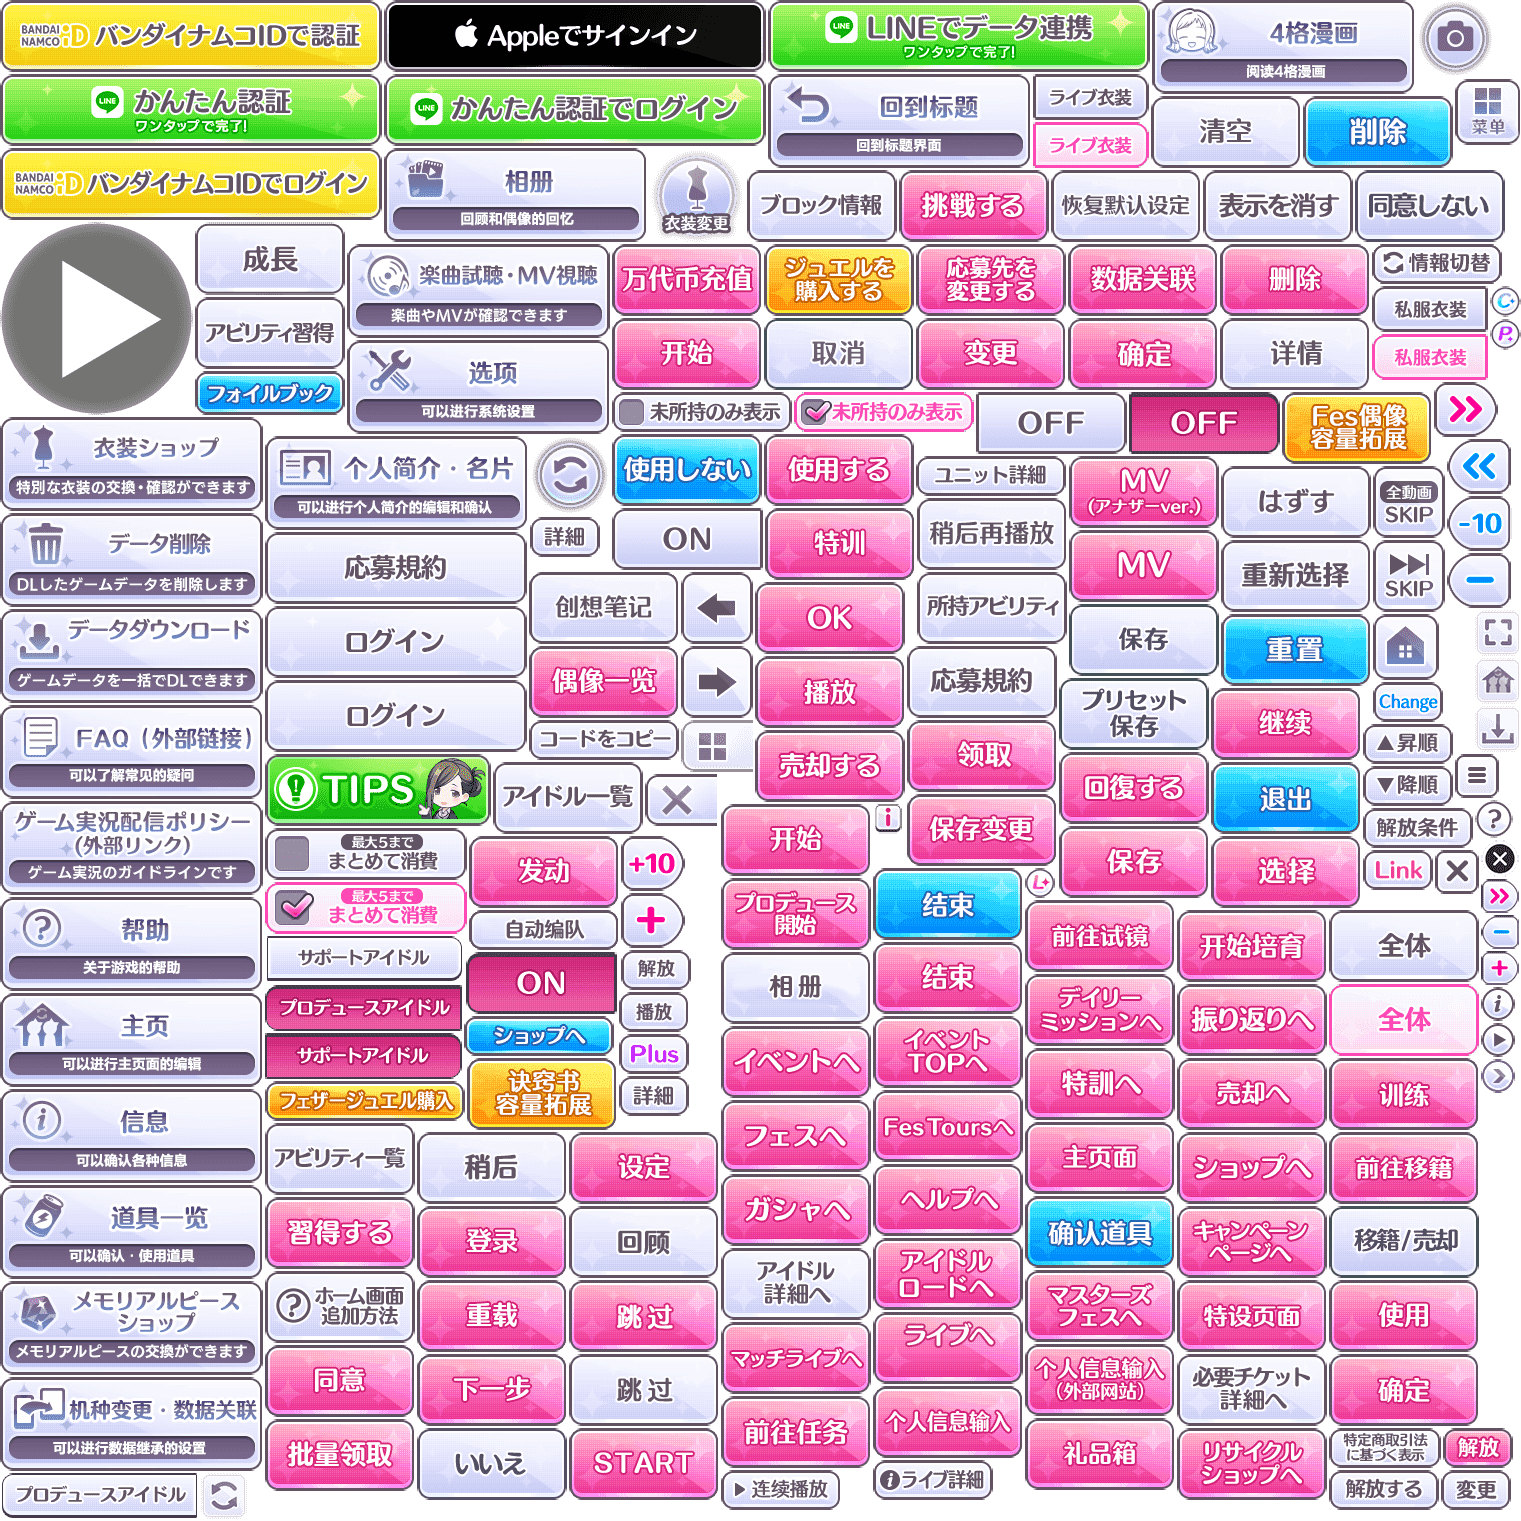 BANDAI NAMCO iD バンダイナムコIDで認証
Appleでサインイン
LINE LINEでデータ連携
ワンタップで完了!
4格漫画
阅读4格漫画
LINE かんたん認証
ワンタップで完了!
LINE かんたん認証でログイン
回到标题
回到标题界面
ライブ衣装
ライブ衣装
清空
削除
菜单
BANDAI NAMCO iD バンダイナムコIDでログイン
相册
回顾和偶像的回忆
衣装変更
ブロック情報
挑戦する
恢复默认设定
表示を消す
同意しない
成長
アビリティ習得
フォイルブック
楽曲試聴・MV視聴
楽曲やMVが確認できます
万代币充值
ジュエルを
購入する
応募先を
変更する
数据关联
删除
情報切替
私服衣装
私服衣装
C
P
选项
可以进行系统设置
开始
取消
变更
确定
详情
未所持のみ表示
未所持のみ表示
OFF
OFF
Fes偶像
容量拓展
衣装ショップ
特別な衣装の交換・確認ができます
个人简介・名片
可以进行个人简介的编辑和确认
詳細
使用しない
使用する
ON
特训
ユニット詳細
稍后再播放
所持アビリティ
MV
(アナザーver.)
MV
はずす
重新选择
全動画
SKIP
SKIP
-10
データ削除
DLしたゲームデータを削除します
応募規約
ログイン
ログイン
创想笔记
偶像一览
コードをコピー
OK
播放
売却する
応募規約
领取
保存变更
保存
プリセット
保存
回復する
保存
重置
继续
退出
选择
Change
昇順
降順
解放条件
Link
データダウンロード
ゲームデータを一括でDLできます
FAQ（外部链接）
可以了解常见的疑问
TIPS
アイドル一覧
ゲーム実況配信ポリシー
(外部リンク)
ゲーム実況のガイドラインです
最大5まで
まとめて消費
最大5まで
まとめて消費
サポートアイドル
プロデュースアイドル
サポートアイドル
フェザージュエル購入
发动
自动编队
ON
ショップへ
诀窍书
容量拓展
+10
解放
播放
Plus
詳細
帮助
关于游戏的帮助
主页
可以进行主页面的编辑
信息
可以确认各种信息
道具一览
可以确认・使用道具
メモリアルピース
ショップ
メモリアルピースの交換ができます
机种变更・数据关联
可以进行数据继承的设置
プロデュースアイドル
アビリティ一覧
習得する
ホーム画面
追加方法
同意
批量领取
稍后
登录
重载
下一步
いいえ
设定
回顾
跳过
跳过
START
开始
プロデュース
開始
相册
イベントへ
フェスへ
ガシャへ
アイドル
詳細へ
マッチライブへ
前往任务
连续播放
i
L
结束
结束
イベント
TOPへ
Fes Toursへ
ヘルプへ
アイドル
ロードへ
ライブへ
个人信息输入
ライブ詳細
前往试镜
デイリー
ミッションへ
特訓へ
主页面
确认道具
マスターズ
フェスへ
个人信息输入
(外部网站)
礼品箱
开始培育
振り返りへ
売却へ
ショップへ
キャンペーン
ページへ
特设页面
必要チケット
詳細へ
リサイクル
ショップへ
全体
全体
训练
前往移籍
移籍/売却
使用
确定
特定商取引法
に基づく表示
解放
解放する
変更